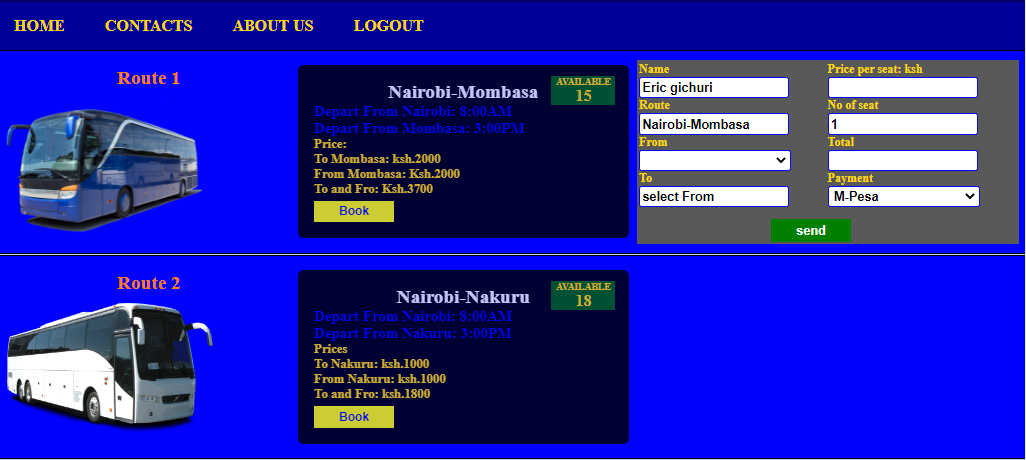 HOME CONTACTS ABOUT US LOGOUT
Route 1
Nairobi-Mombasa
AVAILABLE
15
Depart From Nairobi: 8:00AM
Depart From Mombasa: 3:00PM
Price:
To Mombasa: ksh.2000
From Mombasa: Ksh.2000
To and Fro: Ksh.3700
Book
Name Price per seat: ksh
Eric gichuri
Route No of seat
Nairobi-Mombasa 1
From Total
To Payment
select From M-Pesa
send
Route 2
Nairobi-Nakuru
AVAILABLE
18
Depart From Nairobi: 8:00AM
Depart From Nakuru: 3:00PM
Prices
To Nakuru: ksh.1000
From Nakuru: ksh.1000
To and Fro: ksh.1800
Book